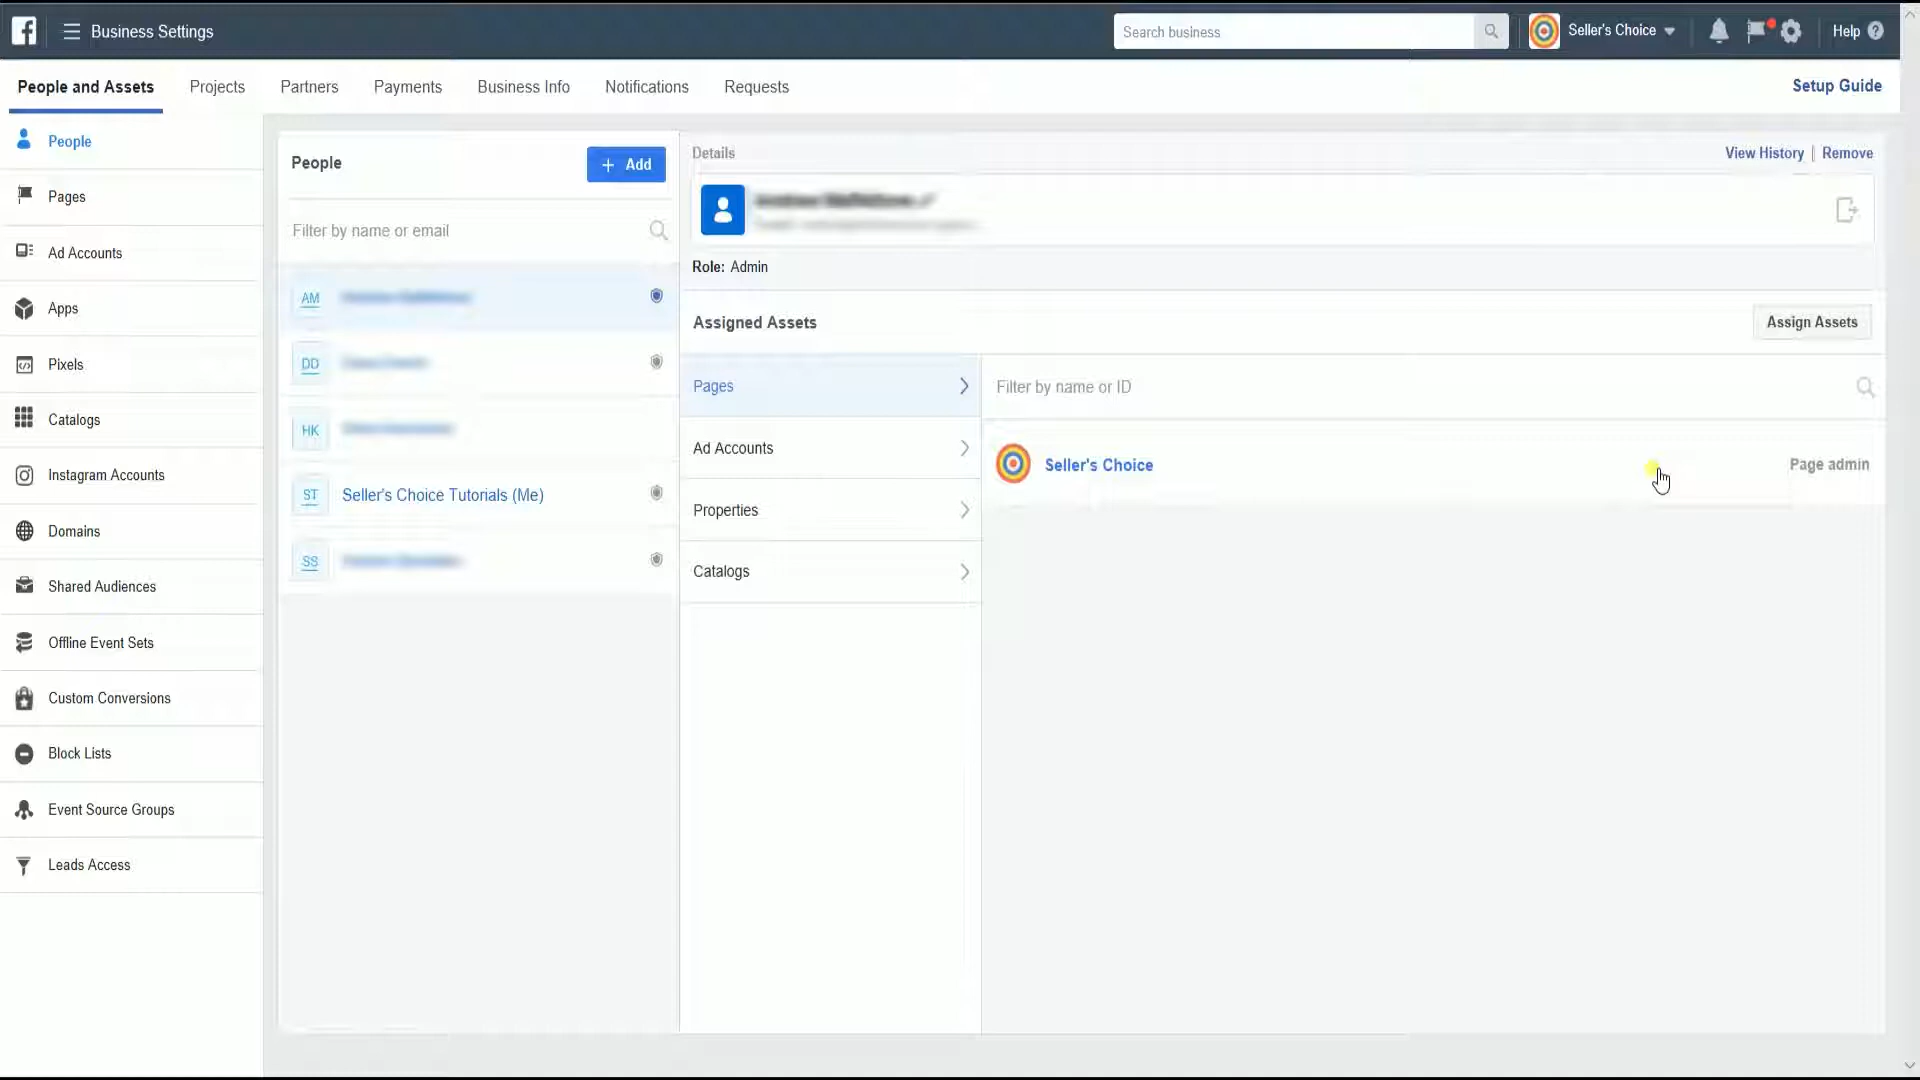 Business Settings
Search business
Seller's Choice
Help
People and Assets
Projects
Partners
Payments
Business Info
Notifications
Requests
Setup Guide
People
Pages
Ad Accounts
Apps
Pixels
Catalogs
Instagram Accounts
Domains
Shared Audiences
Offline Event Sets
Custom Conversions
Block Lists
Event Source Groups
Leads Access
People
+ Add
Filter by name or email
AM
DD
HK
ST Seller's Choice Tutorials (Me)
SS
Details
View History | Remove
Role: Admin
Assigned Assets
Assign Assets
Pages
Ad Accounts
Properties
Catalogs
Filter by name or ID
Seller's Choice
Page admin